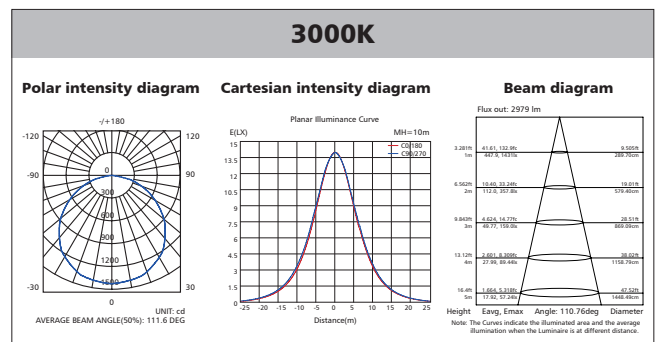 3000K
Polar intensity diagram
Cartesian intensity diagram
Beam diagram
-/+180
-120
120
-90
90
0
300
600
900
1200
1500
-30
30
0
UNIT: cd
AVERAGE BEAM ANGLE(50%): 111.6 DEG
Planar Illuminance Curve
E(LX)
MH=10m
C0/180
C90/270
15
13.5
12
10.5
9
7.5
6
4.5
3
1.5
0
-25 -20 -15 -10 -5 0 5 10 15 20 25
Distance(m)
Flux out: 2979 lm
3.281ft 41.61, 132.9fc 9.505ft
1m 447.9, 1431lx 289.70cm
6.562ft 10.40, 33.24fc 19.01ft
2m 112.0, 357.8lx 579.40cm
9.843ft 4.624, 14.77fc 28.51ft
3m 49.77, 159.0lx 869.09cm
13.12ft 2.601, 8.309fc 38.02ft
4m 27.99, 89.44lx 1158.79cm
16.4ft 1.664, 5.318fc 47.52ft
5m 17.92, 57.24lx 1448.49cm
Height Eavg, Emax Angle: 110.76deg Diameter
Note: The Curves indicate the illuminated area and the average
illumination when the Luminaire is at different distance.